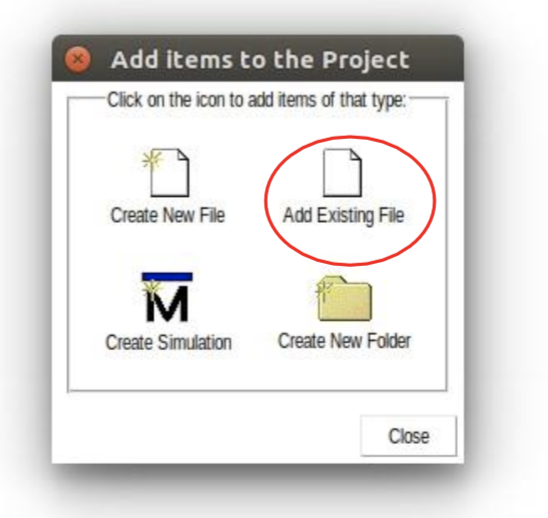 Add items to the Project
Click on the icon to add items of that type:
Create New File
Add Existing File
Create Simulation
Create New Folder
Close